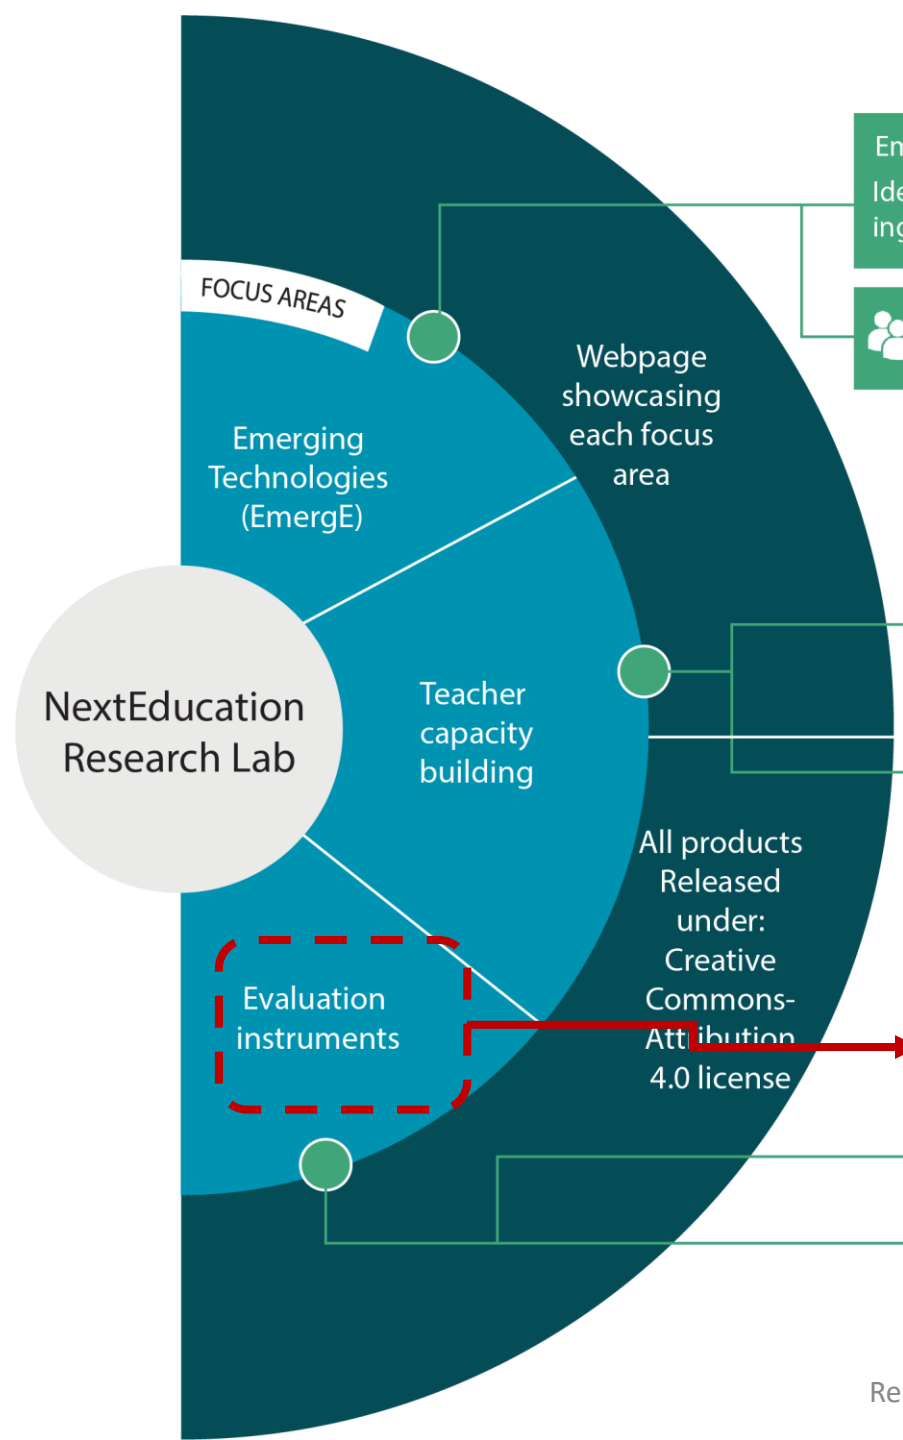 FOCUS AREAS
Emerging
Technologies
(EmergE)
NextEducation
Research Lab
Teacher
capacity
building
Evaluation
instruments
Webpage
showcasing
each focus
area
All products
Released
under:
Creative
Commons-
Attribution
4.0 license